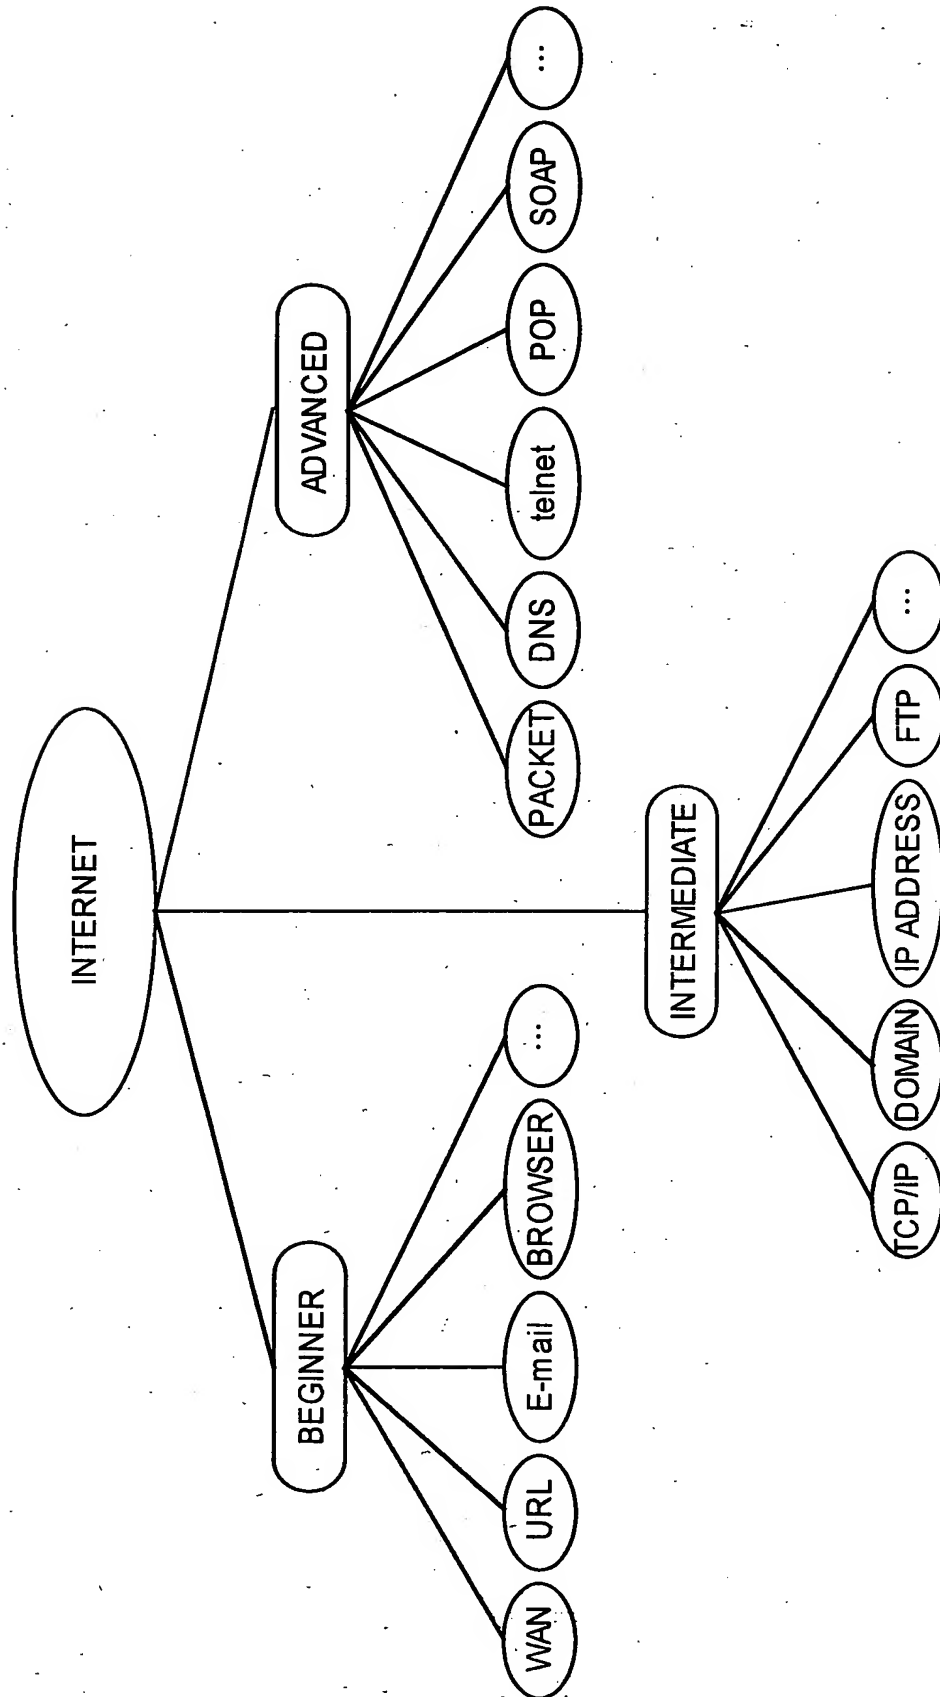 INTERNET
BEGINNER
ADVANCED
WAN
URL
E-mail
BROWSER
...
PACKET
DNS
telnet
POP
SOAP
...
INTERMEDIATE
TCP/IP
DOMAIN
IP ADDRESS
FTP
...